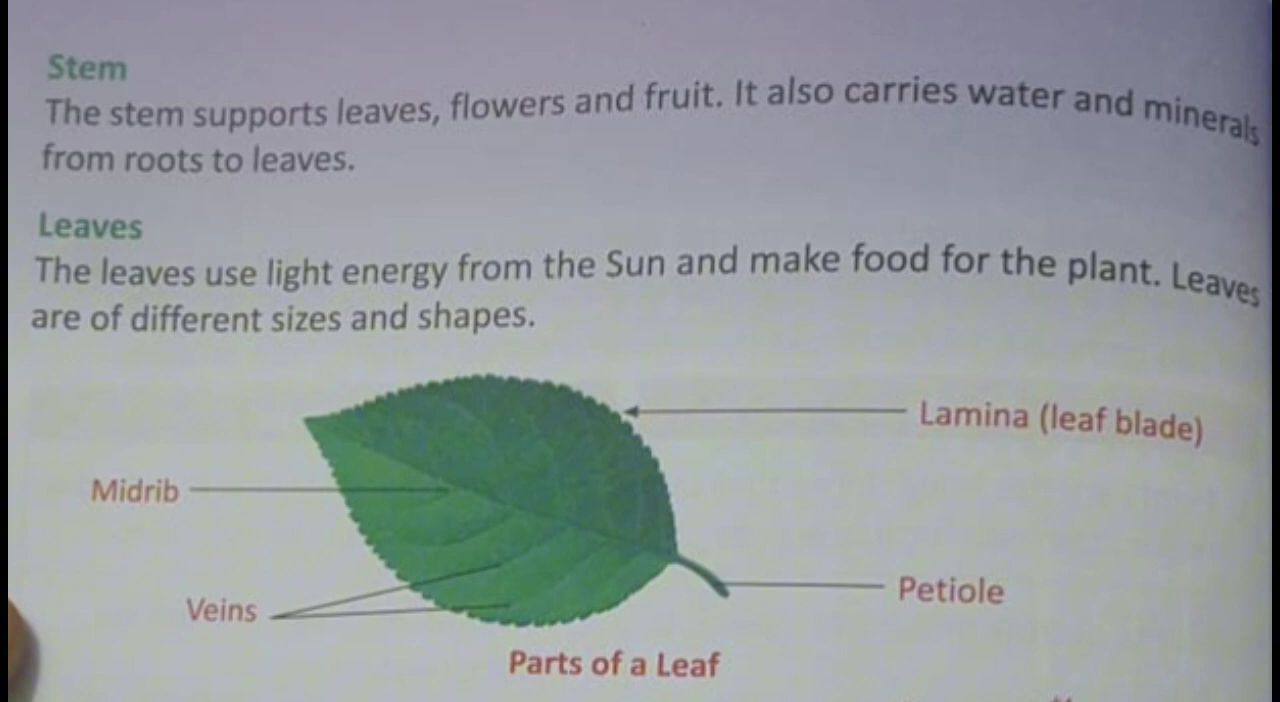 Stem
The stem supports leaves, flowers and fruit. It also carries water and minerals
from roots to leaves.
Leaves
The leaves use light energy from the Sun and make food for the plant. Leaves
are of different sizes and shapes.
Lamina (leaf blade)
Midrib
Petiole
Veins
Parts of a Leaf